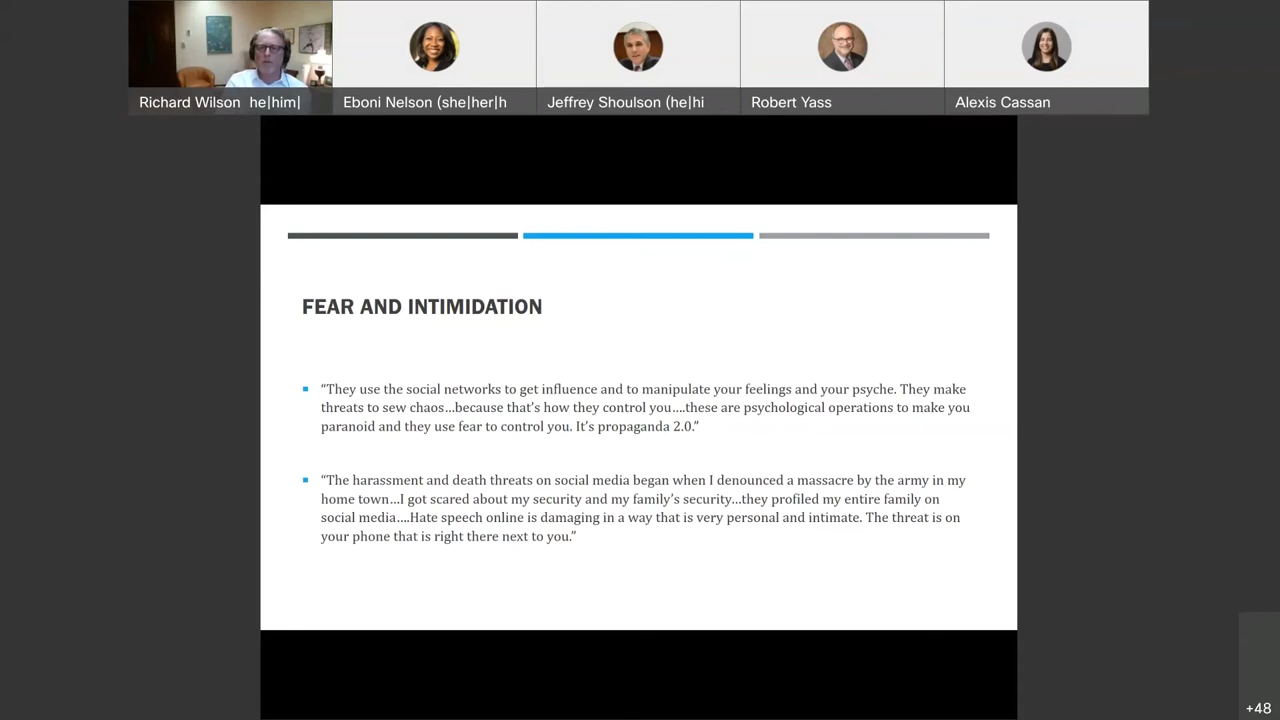 Richard Wilson he|him|
Eboni Nelson (she|her|h
Jeffrey Shoulson (he|hi
Robert Yass
Alexis Cassan
FEAR AND INTIMIDATION
“They use the social networks to get influence and to manipulate your feelings and your psyche. They make
threats to sew chaos…because that’s how they control you….these are psychological operations to make you
paranoid and they use fear to control you. It’s propaganda 2.0.”
“The harassment and death threats on social media began when I denounced a massacre by the army in my
home town…I got scared about my security and my family’s security…they profiled my entire family on
social media….Hate speech online is damaging in a way that is very personal and intimate. The threat is on
your phone that is right there next to you.”
+48